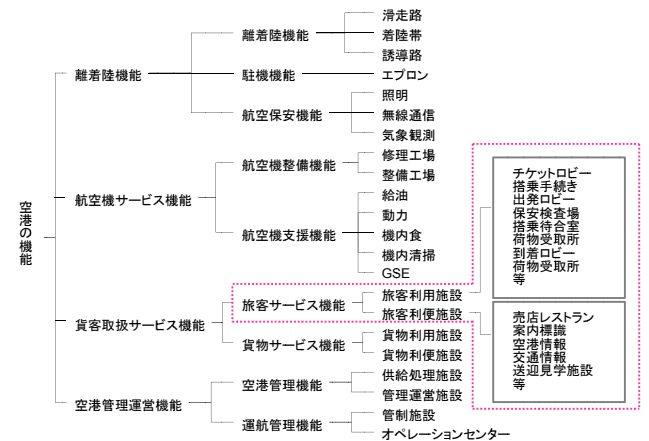 空港の機能
離着陸機能
離着陸機能
滑走路
着陸帯
誘導路
駐機機能
エプロン
航空保安機能
照明
無線通信
気象観測
航空機サービス機能
航空機整備機能
修理工場
整備工場
航空機支援機能
給油
動力
機内食
機内清掃
GSE
貨客取扱サービス機能
旅客サービス機能
旅客利用施設
チケットロビー
搭乗手続き
出発ロビー
保安検査場
搭乗待合室
荷物受取所
到着ロビー
荷物受取所
等
旅客利便施設
売店レストラン
案内標識
空港情報
交通情報
送迎見学施設
等
貨物サービス機能
貨物利用施設
貨物利便施設
空港管理運営機能
空港管理機能
供給処理施設
管理運営施設
運航管理機能
管制施設
オペレーションセンター